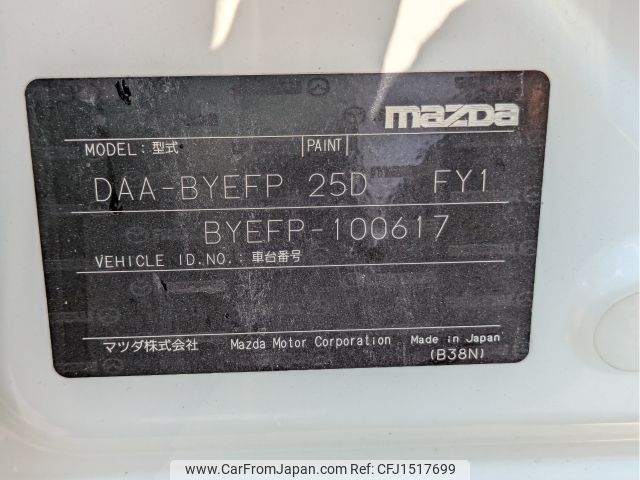 mazda
MODEL: 型式 PAINT
DAA-BYEFP 25D FY1
BYEFP-100617
VEHICLE ID.NO.: 車台番号
マツダ株式会社 Mazda Motor Corporation Made in Japan
(B38N)
www.CarFromJapan.com | © CarFromJapan | CFJ1517699